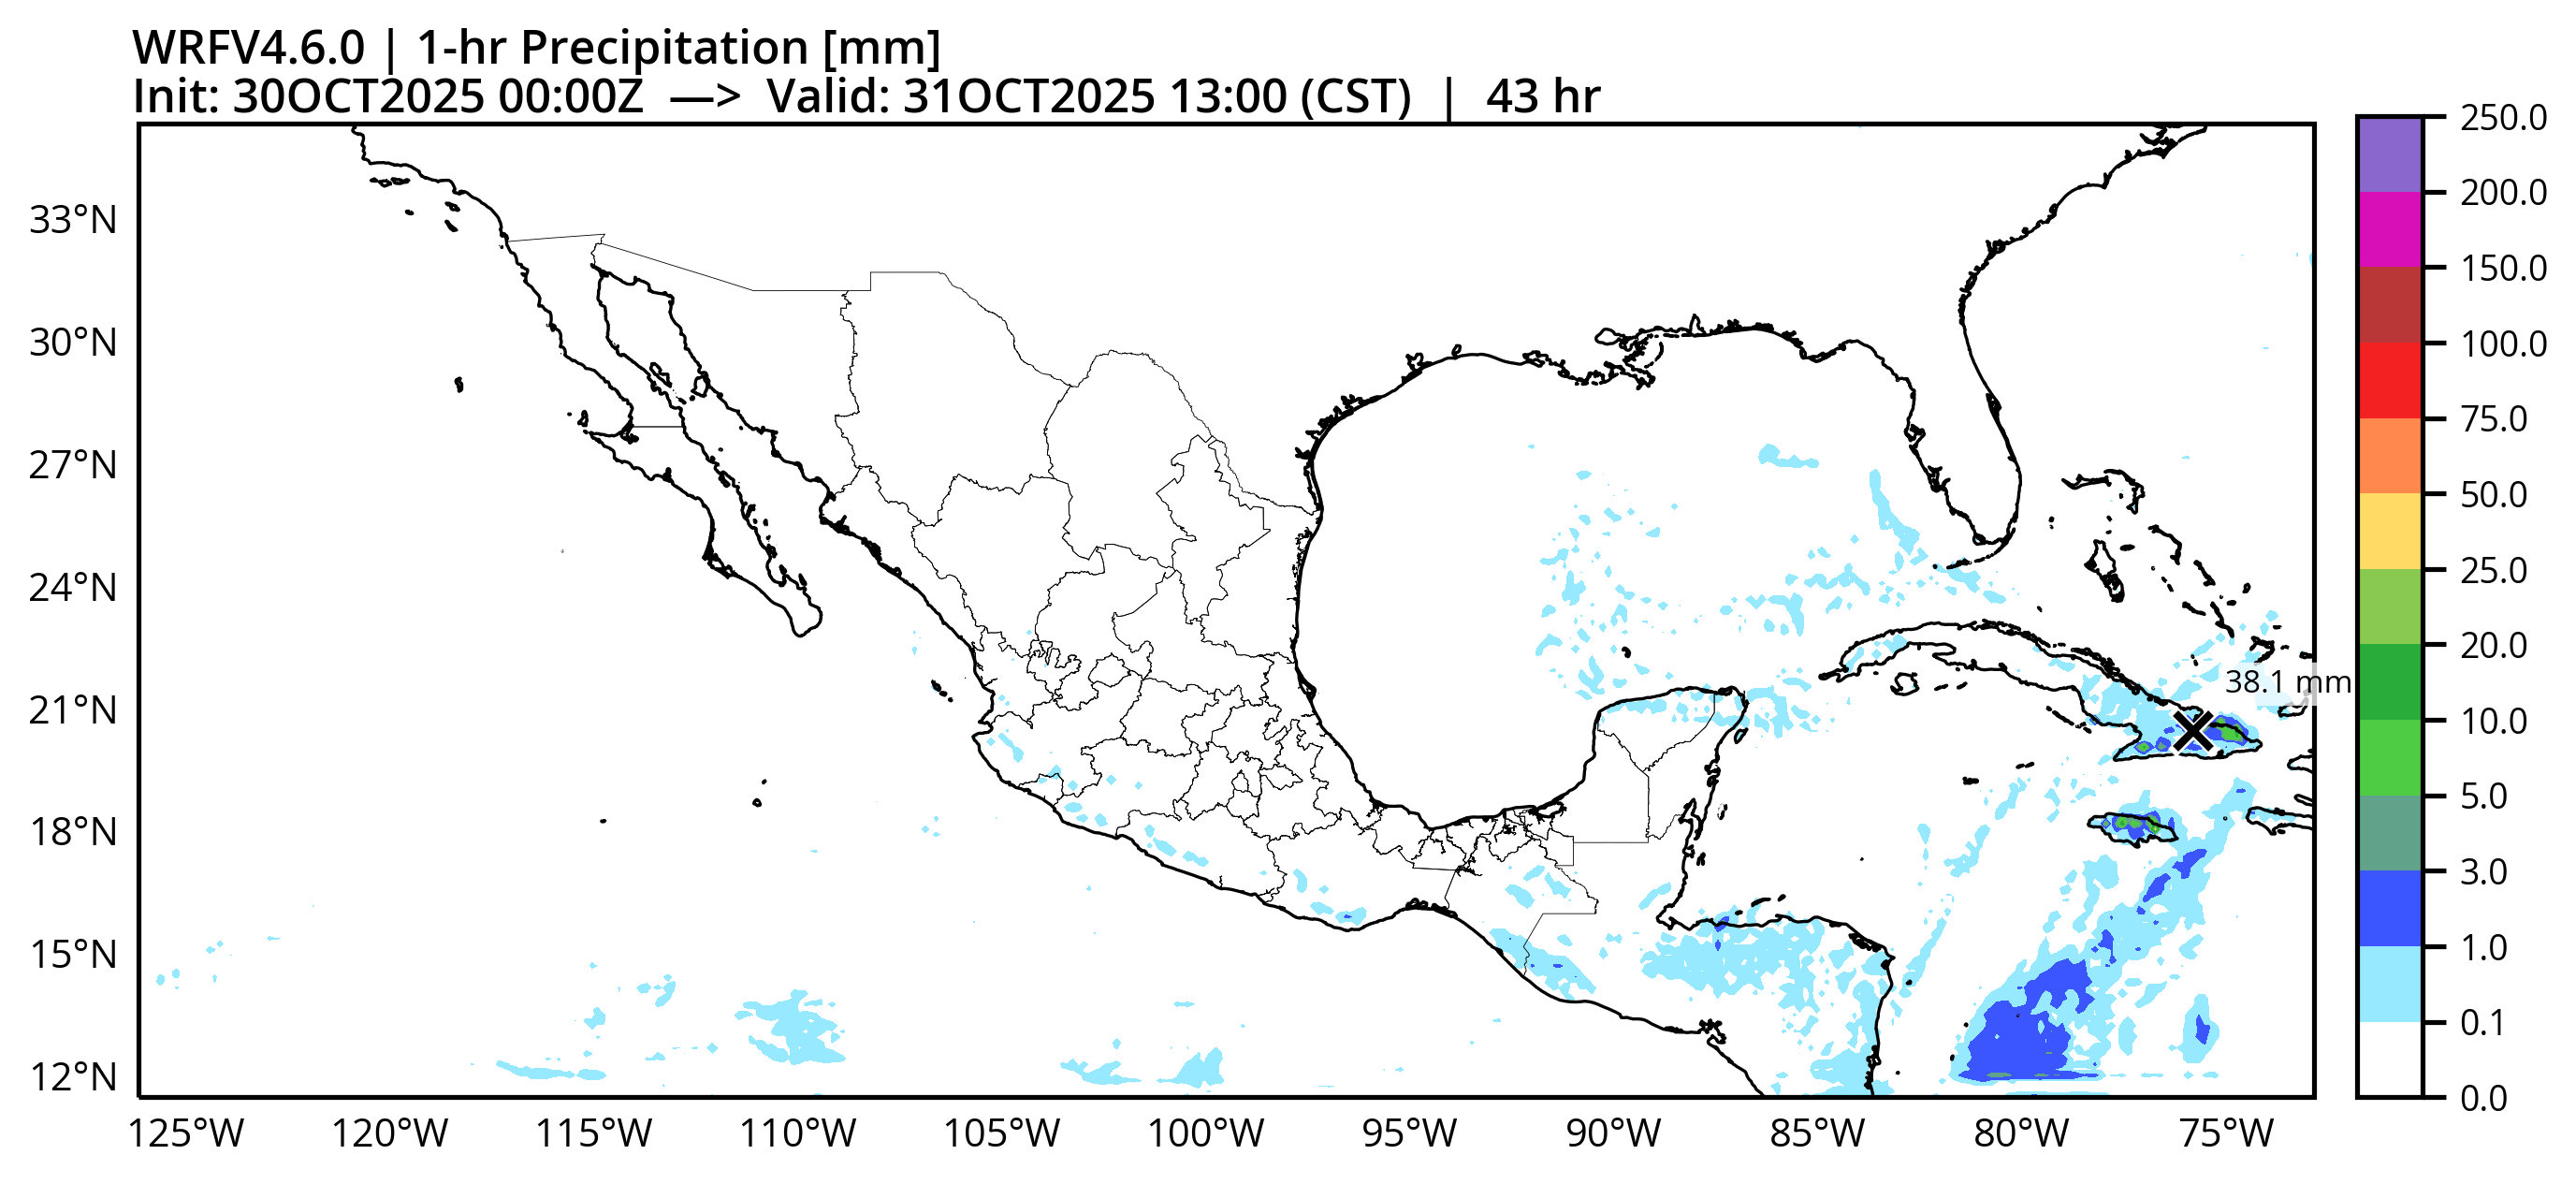 WRFV4.6.0 | 1-hr Precipitation [mm]
Init: 30OCT2025 00:00Z —> Valid: 31OCT2025 13:00 (CST) | 43 hr
33°N
30°N
27°N
24°N
21°N
18°N
15°N
12°N
125°W 120°W 115°W 110°W 105°W 100°W 95°W 90°W 85°W 80°W 75°W
38.1 mm
250.0
200.0
150.0
100.0
75.0
50.0
25.0
20.0
10.0
5.0
3.0
1.0
0.1
0.0